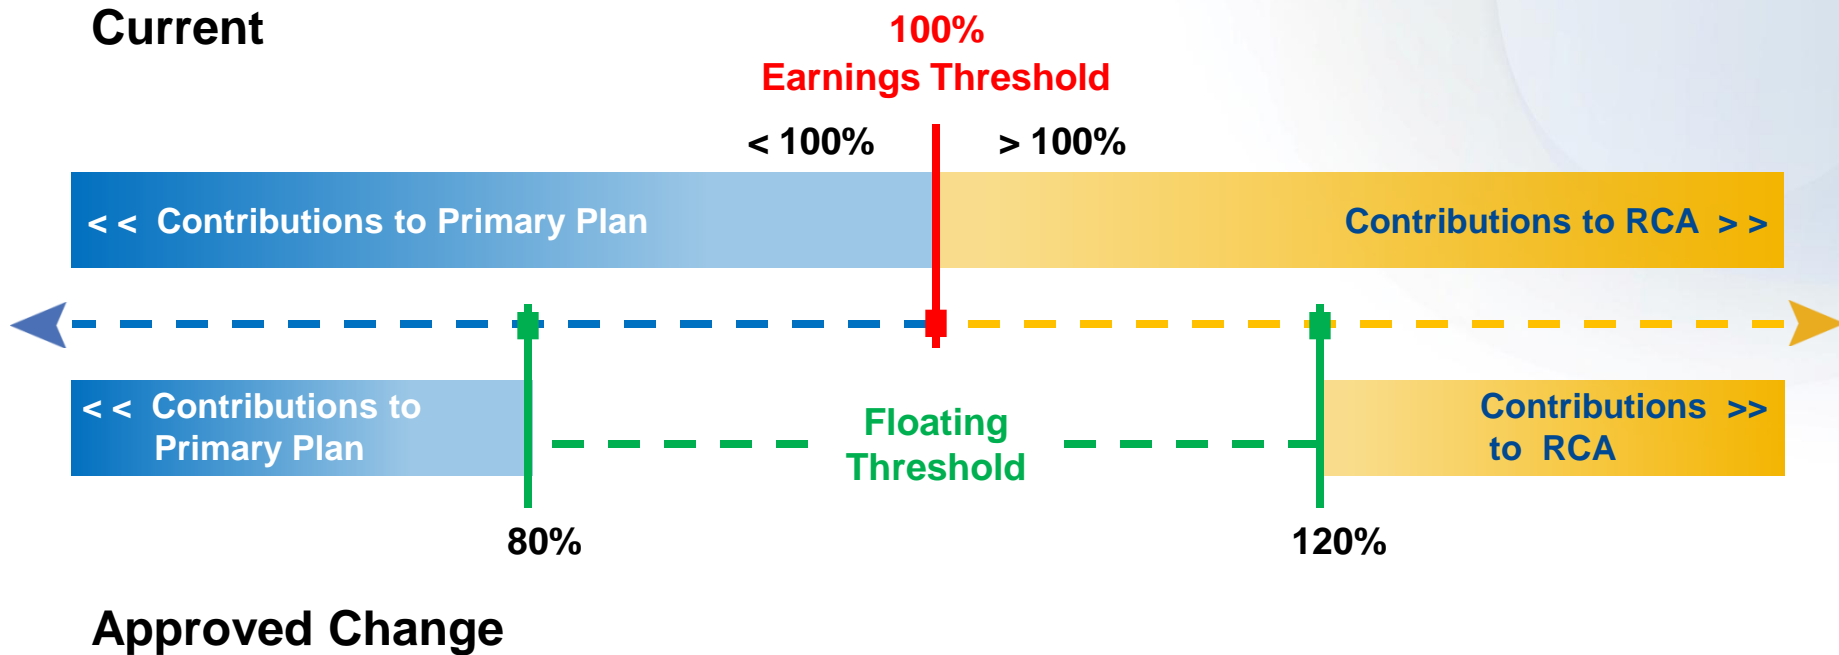 Current
100%
Earnings Threshold
< 100%
> 100%
< < Contributions to Primary Plan
Contributions to RCA > >
< < Contributions to
Primary Plan
Floating
Threshold
Contributions >>
to RCA
80%
120%
Approved Change